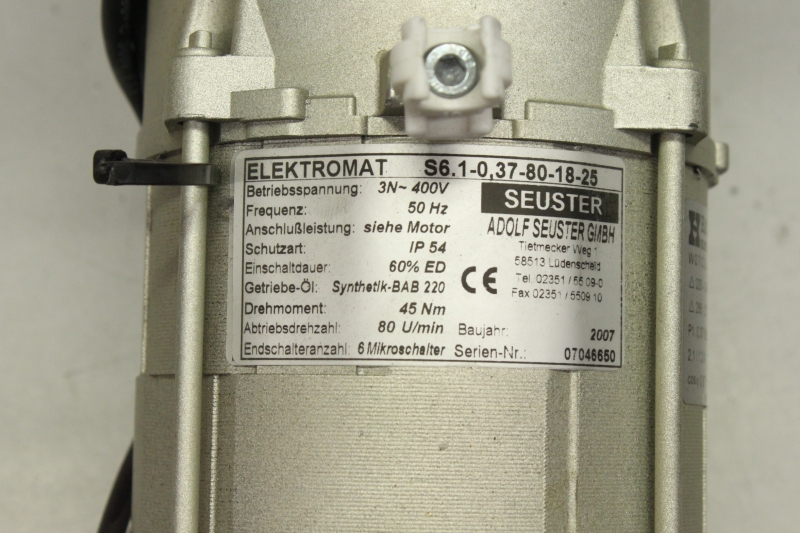 ELEKTROMAT S6.1-0,37-80-18-25
Betriebsspannung: 3N~ 400V
Frequenz: 50 Hz
Anschlußleistung: siehe Motor
Schutzart: IP 54
Einschaltdauer: 60% ED
Getriebe-Öl: Synthetik-BAB 220
Drehmoment: 45 Nm
Abtriebsdrehzahl: 80 U/min
Endschalteranzahl: 6 Mikroschalter
SEUSTER
ADOLF SEUSTER GMBH
Tietmecker Weg 1
58513 Lüdenscheid
Tel. 02351 / 55 09-0
Fax 02351 / 5509 10
CE
Baujahr: 2007
Serien-Nr.: 07046650